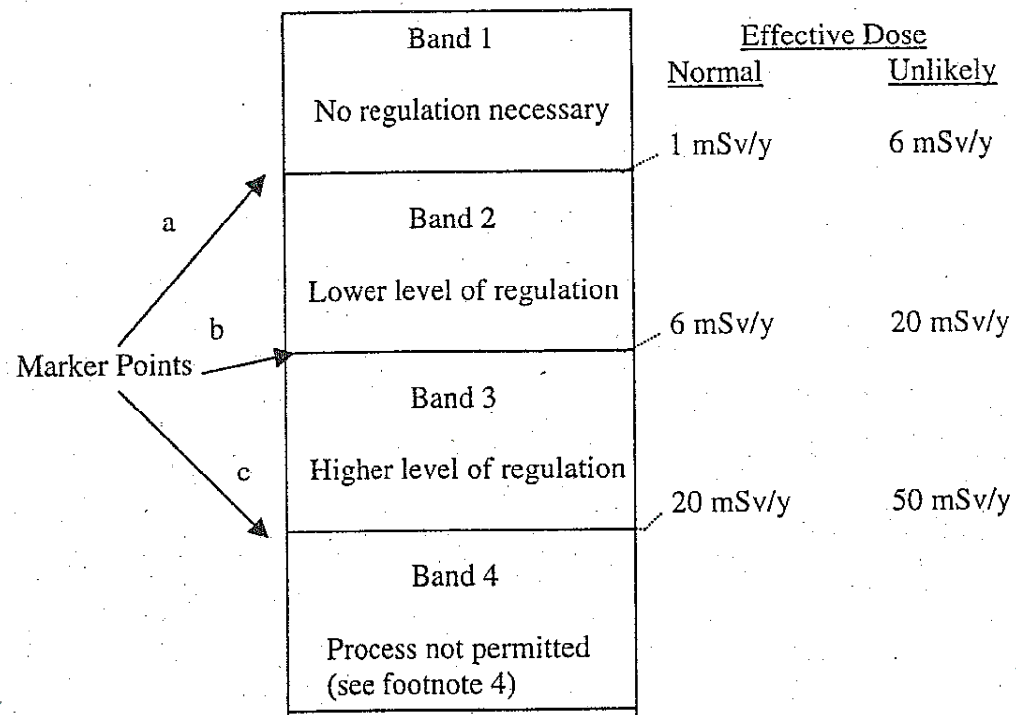 Band 1
No regulation necessary
Effective Dose
Normal Unlikely
1 mSv/y 6 mSv/y
a
Band 2
Lower level of regulation
6 mSv/y 20 mSv/y
b
Marker Points
Band 3
Higher level of regulation
c
20 mSv/y 50 mSv/y
Band 4
Process not permitted
(see footnote 4)